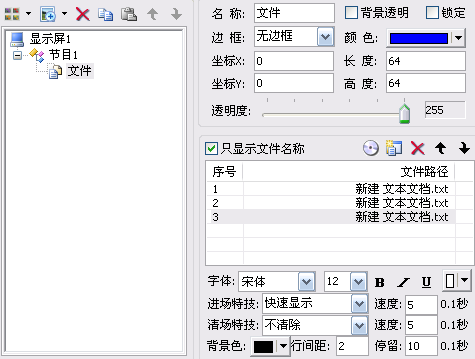 显示屏1
节目1
文件
名 称: 文件 背景透明 锁定
边 框: 无边框 颜 色:
坐标X: 0 长 度: 64
坐标Y: 0 高 度: 64
透明度: 255
只显示文件名称
序号 文件路径
1 新建 文本文档.txt
2 新建 文本文档.txt
3 新建 文本文档.txt
字体: 宋体 12 B I U
进场特技: 快速显示 速度: 5 0.1秒
清场特技: 不清除 速度: 5 0.1秒
背景色: 行间距: 2 停留: 10 0.1秒